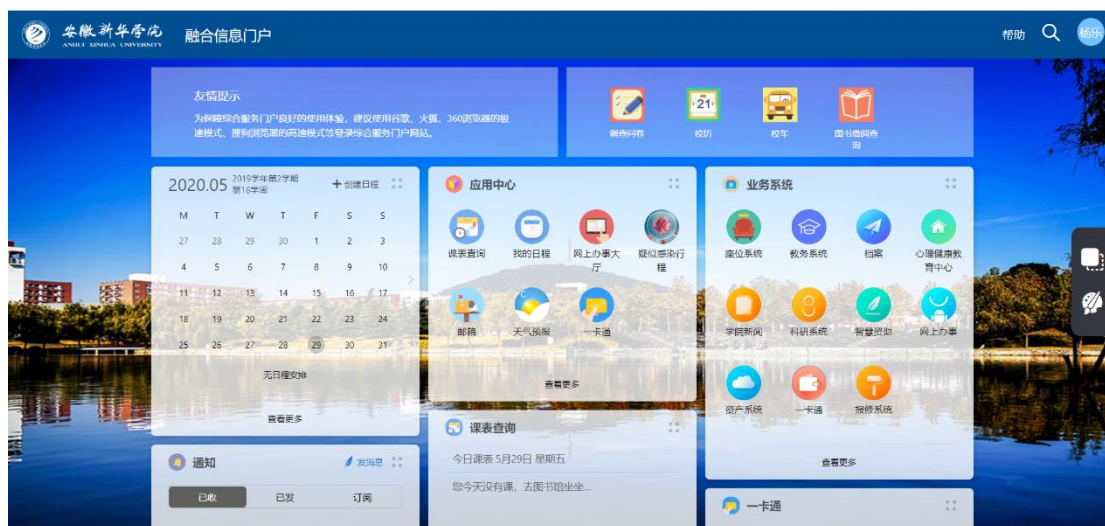 安徽新华学院
ANHUI XINHUA UNIVERSITY
融合信息门户
帮助
杨乐
友情提示
为保障综合服务门户良好的使用体验，建议使用谷歌、火狐、360浏览器的极
速模式、搜狗浏览器的高速模式等登录综合服务门户网站。
调查问卷
21
校历
校车
图书借阅查
询
2020.05
2019学年第2学期
第16学周
创建日程
M T W T F S S
27 28 29 30 1 2 3
4 5 6 7 8 9 10
11 12 13 14 15 16 17
18 19 20 21 22 23 24
25 26 27 28 29 30 31
无日程安排
查看更多
通知
发消息
已收 已发 订阅
应用中心
课表查询
我的日程
网上办事大
厅
疑似感染行
程
邮箱
天气预报
一卡通
查看更多
课表查询
今日课表 5月29日 星期五
您今天没有课，去图书馆坐坐...
业务系统
座位系统
教务系统
档案
心理健康教
育中心
学院新闻
科研系统
智慧资助
网上办事
资产系统
一卡通
报修系统
查看更多
一卡通